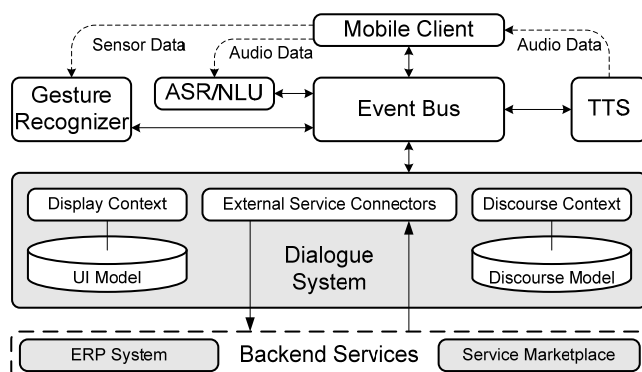 Mobile Client
Sensor Data
Audio Data
Audio Data
Gesture
Recognizer
ASR/NLU
Event Bus
TTS
Display Context
External Service Connectors
Discourse Context
UI Model
Dialogue
System
Discourse Model
ERP System
Backend Services
Service Marketplace